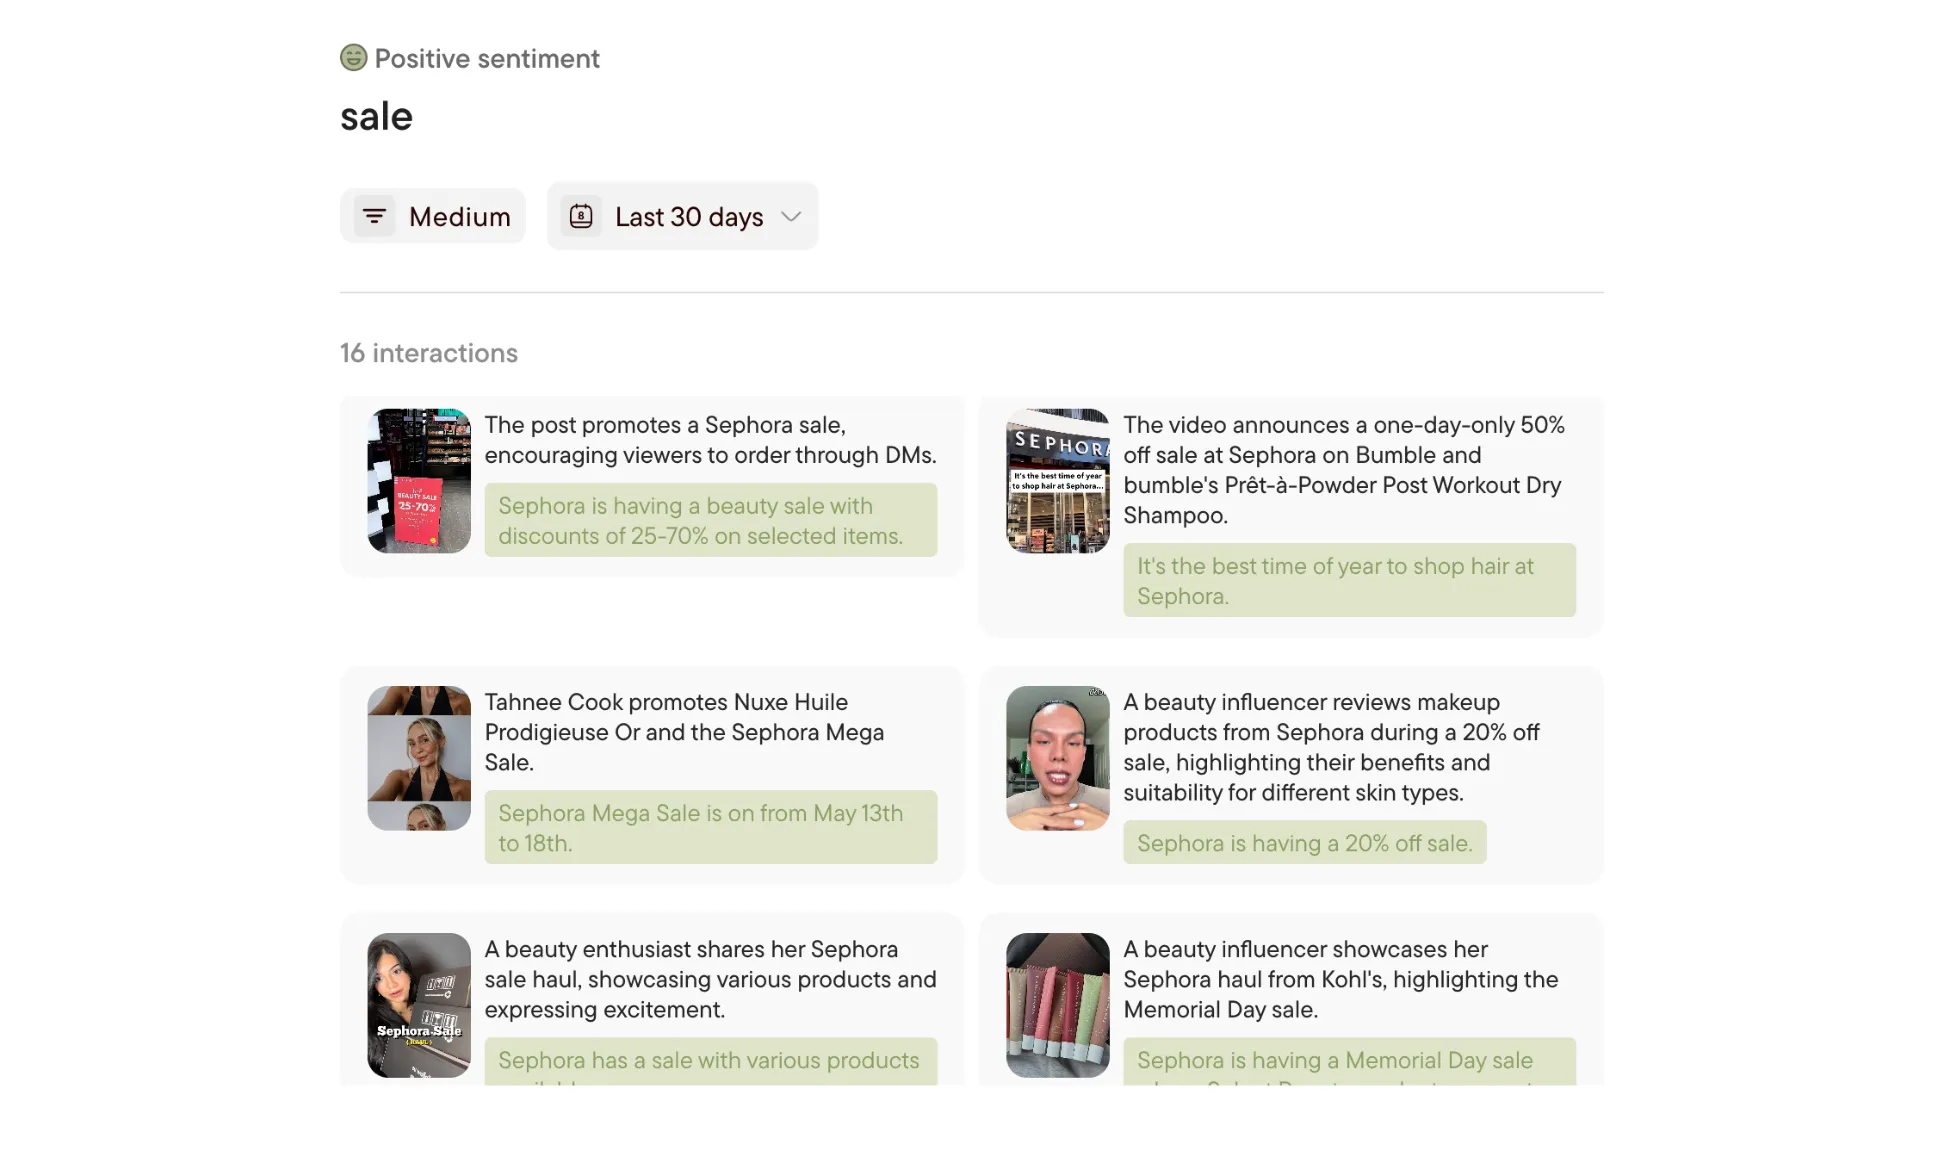 Positive sentiment
sale
Medium
8
Last 30 days
16 interactions
The post promotes a Sephora sale,
encouraging viewers to order through DMs.
BEAUTY SALE
25-70%
Sephora is having a beauty sale with
discounts of 25-70% on selected items.
The video announces a one-day-only 50%
off sale at Sephora on Bumble and
bumble's Prêt-à-Powder Post Workout Dry
Shampoo.
SEPHORA
It's the best time of year
to shop hair at Sephora...
It's the best time of year to shop hair at
Sephora.
Tahnee Cook promotes Nuxe Huile
Prodigieuse Or and the Sephora Mega
Sale.
Sephora Mega Sale is on from May 13th
to 18th.
A beauty influencer reviews makeup
products from Sephora during a 20% off
sale, highlighting their benefits and
suitability for different skin types.
Sephora is having a 20% off sale.
A beauty enthusiast shares her Sephora
sale haul, showcasing various products and
expressing excitement.
Sephora Sale
Sephora has a sale with various products
A beauty influencer showcases her
Sephora haul from Kohl's, highlighting the
Memorial Day sale.
Sephora is having a Memorial Day sale